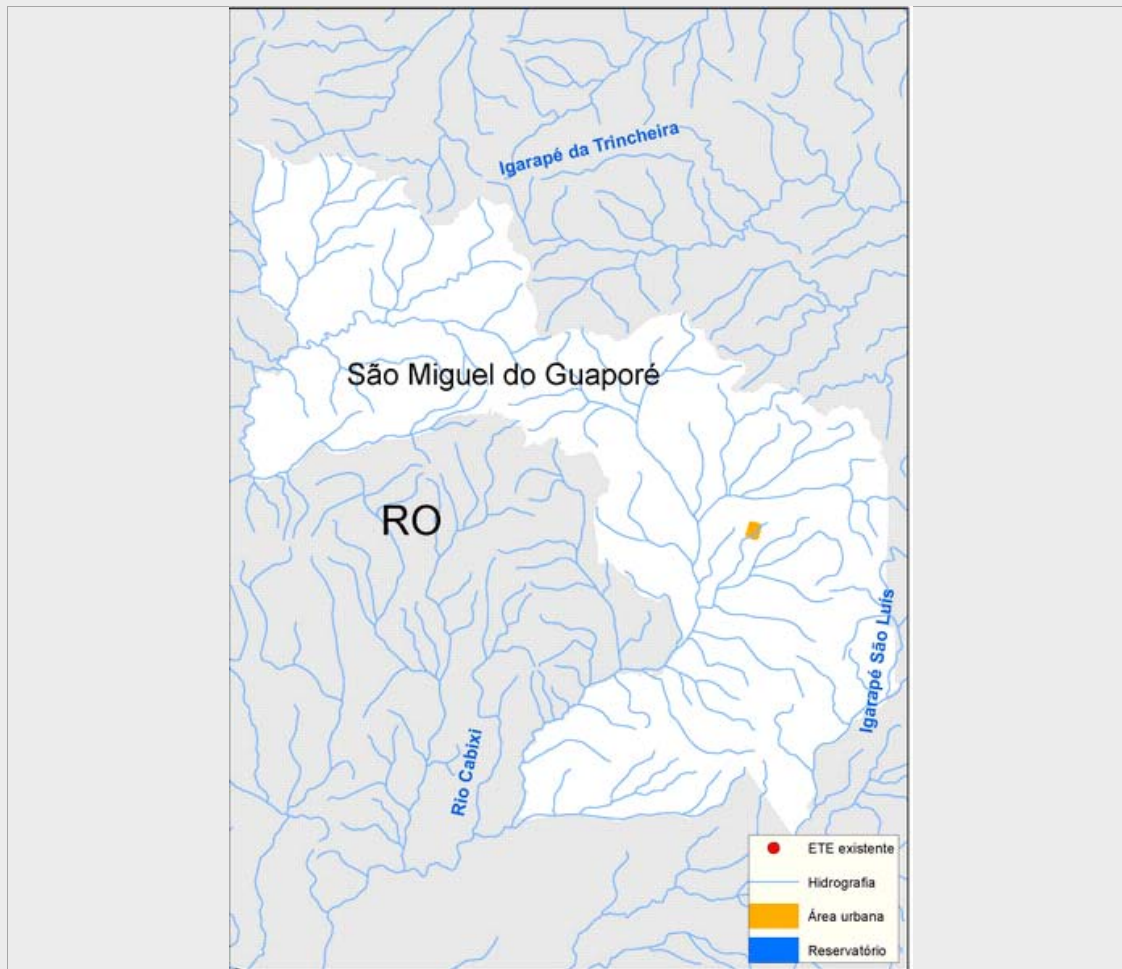 Igarapé da Trincheira
São Miguel do Guaporé
RO
Igarapé São Luís
Rio Cabixi
ETE existente
Hidrografia
Área urbana
Reservatório